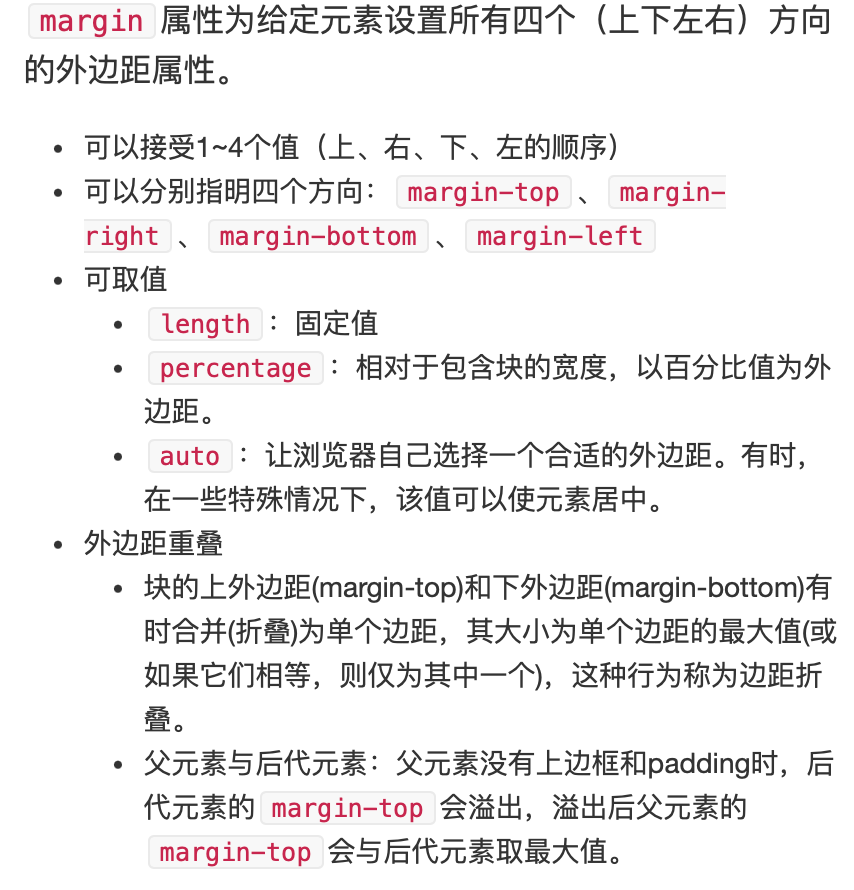 margin 属性为给定元素设置所有四个（上下左右）方向
的外边距属性。
• 可以接受1~4个值（上、右、下、左的顺序）
• 可以分别指明四个方向： margin-top 、 margin-
right 、 margin-bottom 、 margin-left
• 可取值
• length ：固定值
• percentage ：相对于包含块的宽度，以百分比值为外
边距。
• auto ：让浏览器自己选择一个合适的外边距。有时，
在一些特殊情况下，该值可以使元素居中。
• 外边距重叠
• 块的上外边距(margin-top)和下外边距(margin-bottom)有
时合并(折叠)为单个边距，其大小为单个边距的最大值(或
如果它们相等，则仅为其中一个)，这种行为称为边距折
叠。
• 父元素与后代元素：父元素没有上边框和padding时，后
代元素的 margin-top 会溢出，溢出后父元素的
margin-top 会与后代元素取最大值。